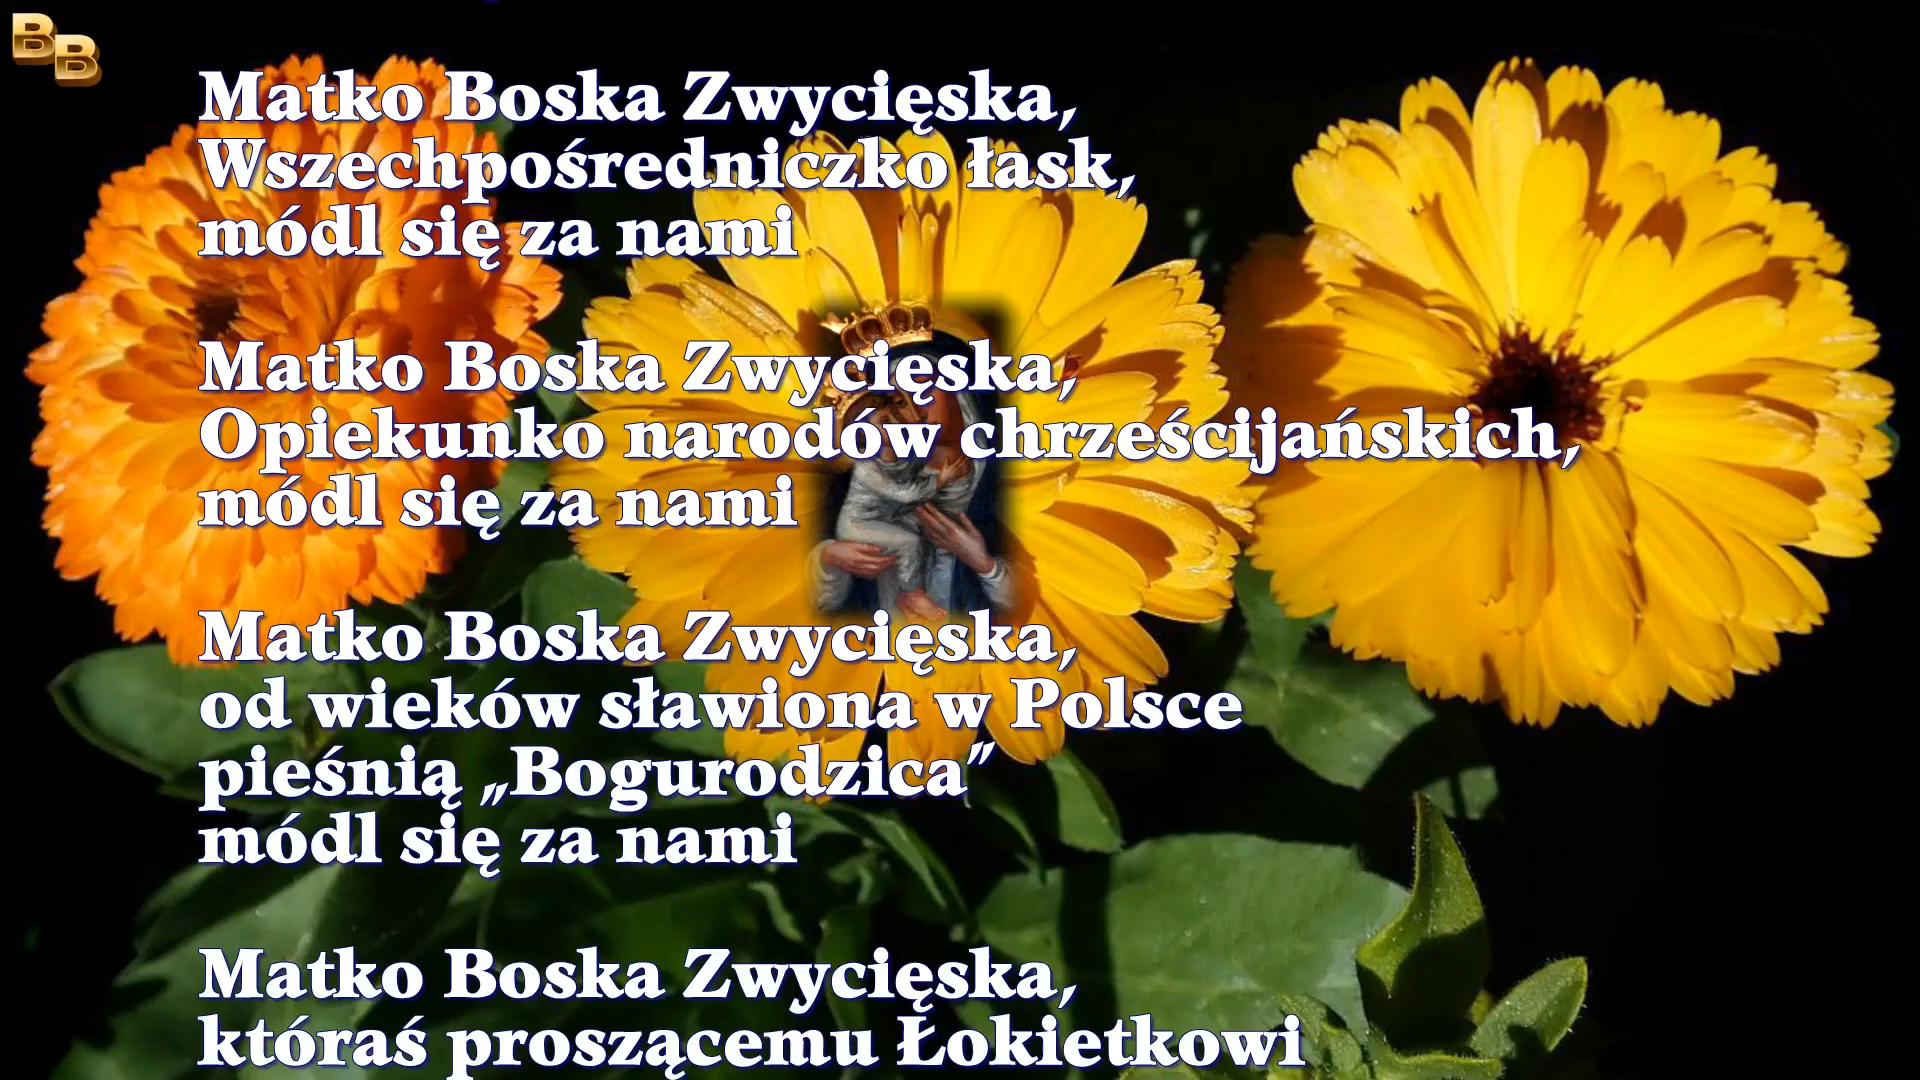 BB
Matko Boska Zwycięska,
Wszechpośredniczko łask,
módl się za nami
Matko Boska Zwycięska,
Opiekunko narodów chrześcijańskich,
módl się za nami
Matko Boska Zwycięska,
od wieków sławiona w Polsce
pieśnią „Bogurodzica”
módl się za nami
Matko Boska Zwycięska,
któraś proszącemu Łokietkowi